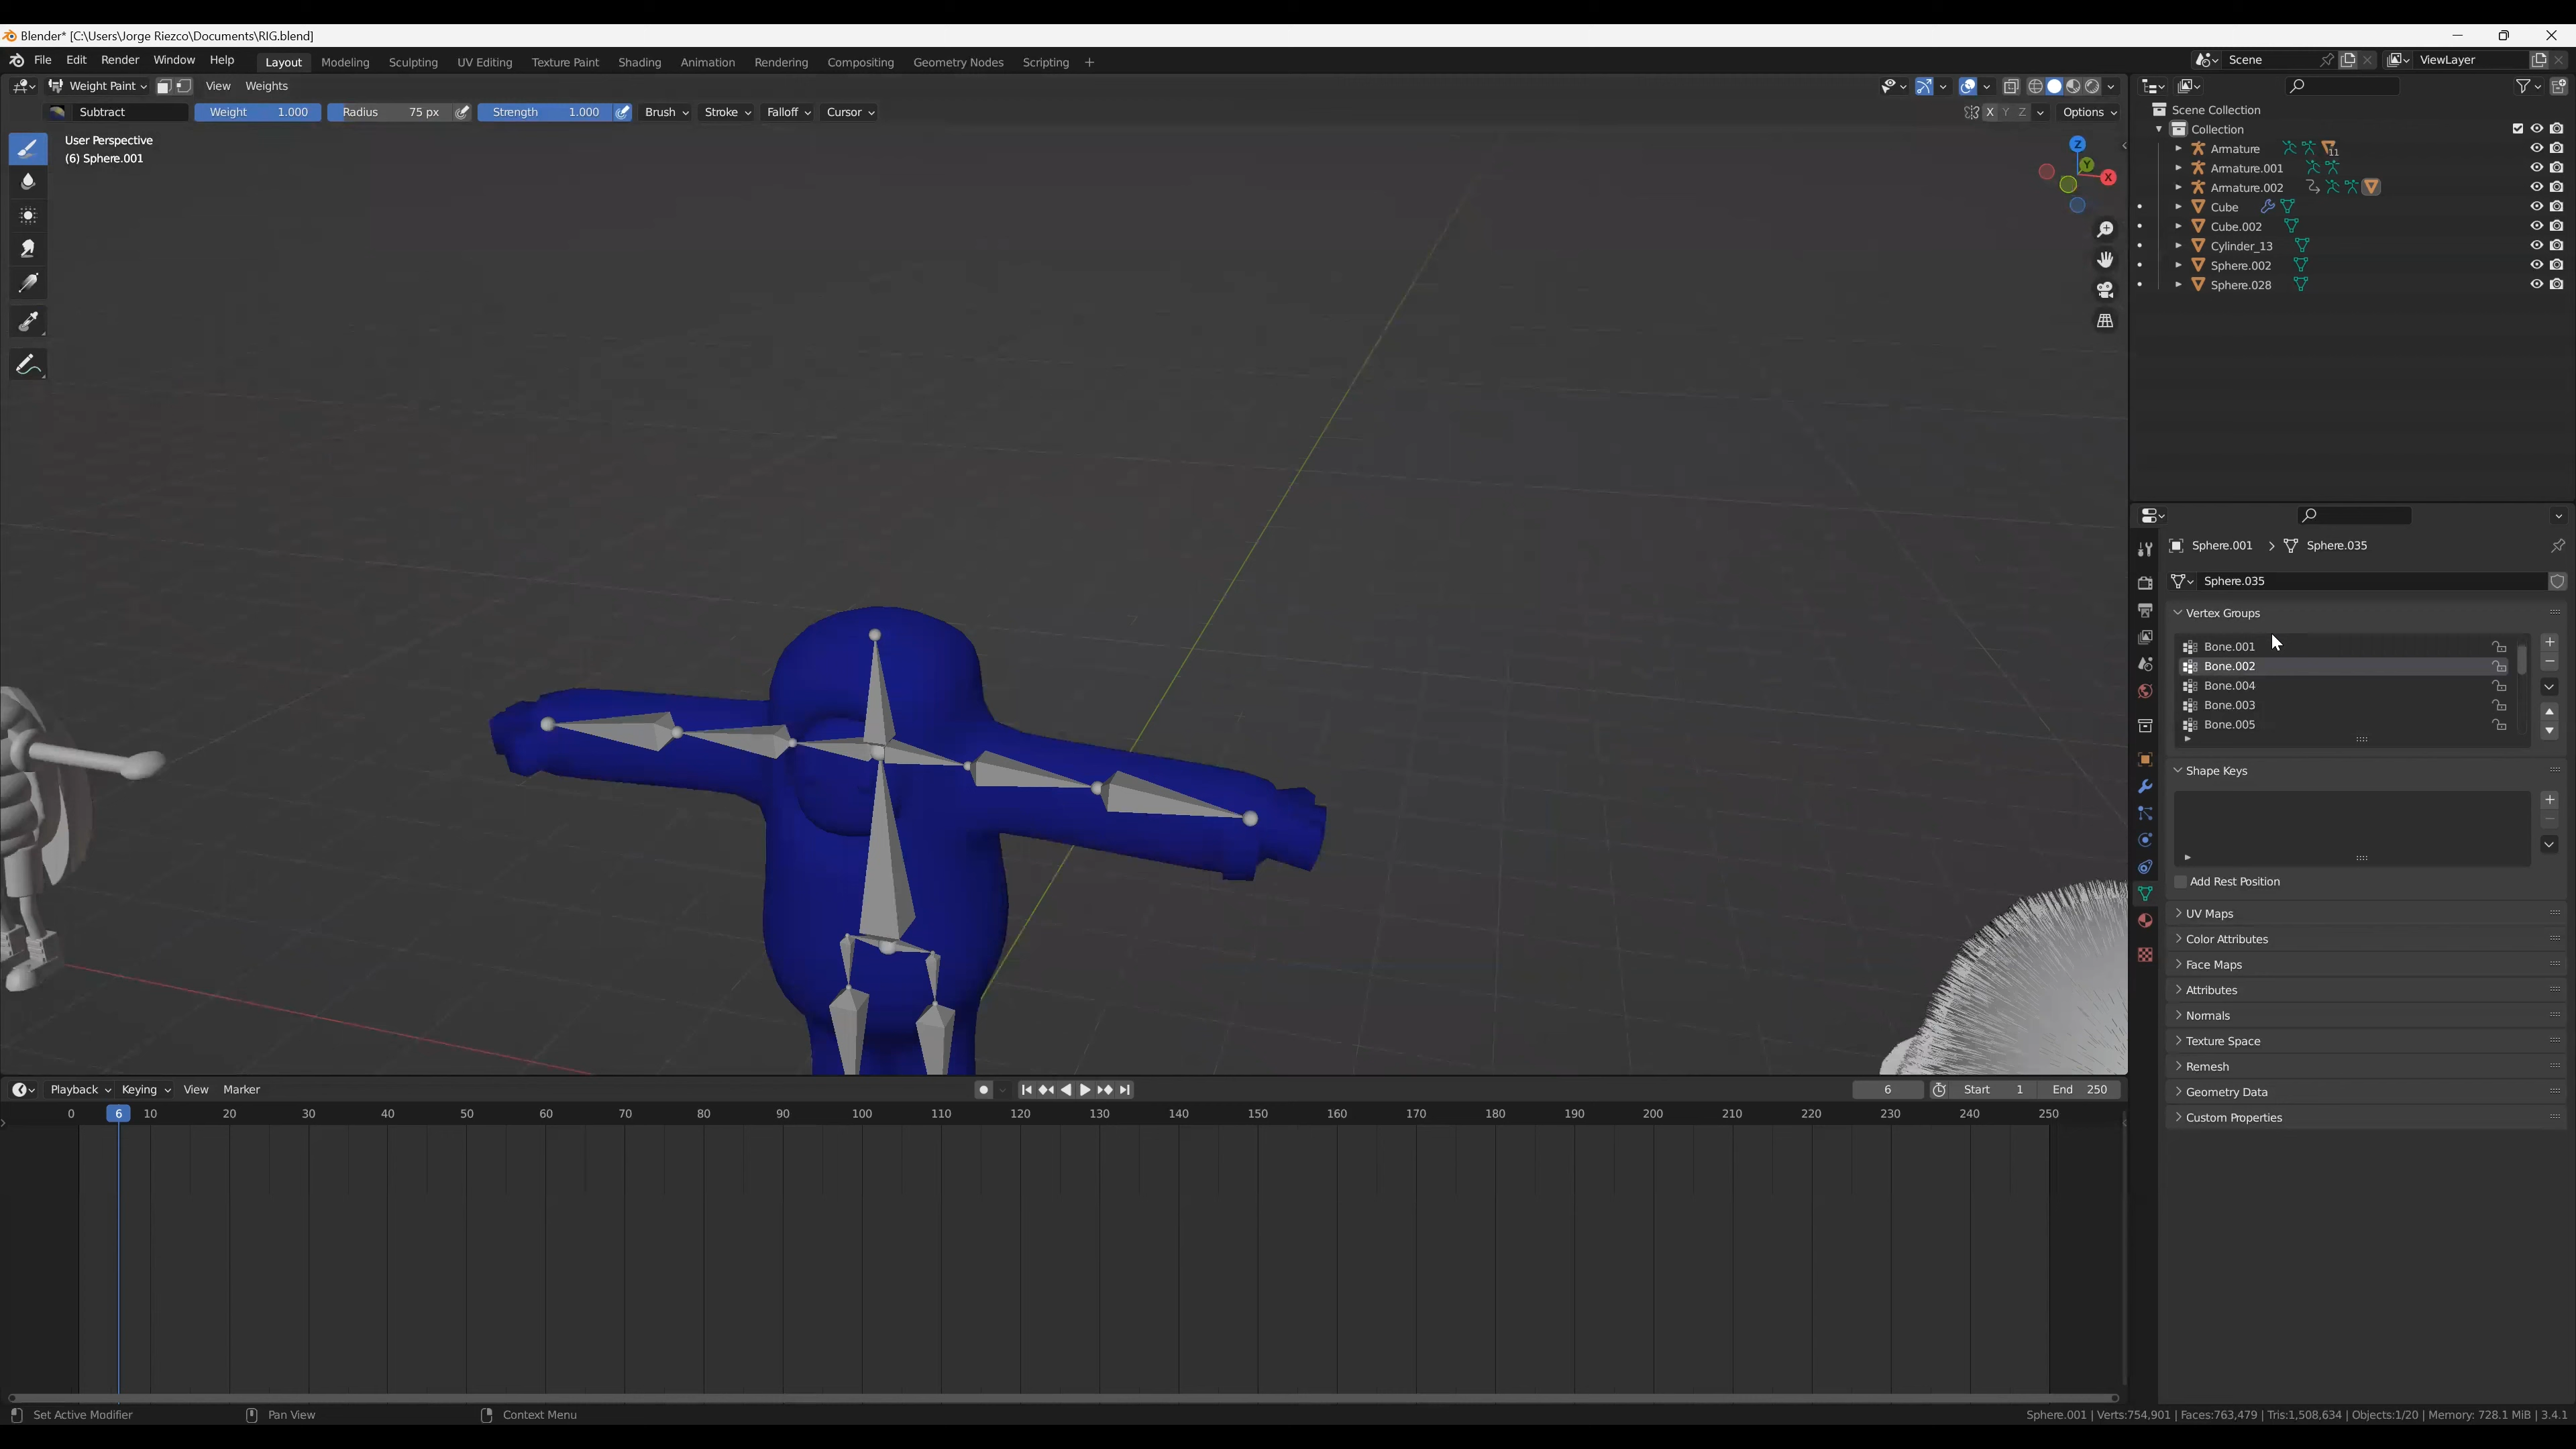 Blender* [C:\Users\Jorge Riezco\Documents\RIG.blend]
File Edit Render Window Help Layout Modeling Sculpting UV Editing Texture Paint Shading Animation Rendering Compositing Geometry Nodes Scripting + Scene ViewLayer
Weight Paint View Weights
Subtract Weight 1.000 Radius 75 px Strength 1.000 Brush Stroke Falloff Cursor X Y Z Options
User Perspective
(6) Sphere.001
Z
Y
X
Scene Collection
Collection
Armature 11
Armature.001
Armature.002
Cube
Cube.002
Cylinder_13
Sphere.002
Sphere.028
Sphere.001 > Sphere.035
Sphere.035
Vertex Groups
Bone.001
Bone.002
Bone.004
Bone.003
Bone.005
Shape Keys
Add Rest Position
UV Maps
Color Attributes
Face Maps
Attributes
Normals
Texture Space
Remesh
Geometry Data
Custom Properties
Playback Keying View Marker 6 Start 1 End 250
0 6 10 20 30 40 50 60 70 80 90 100 110 120 130 140 150 160 170 180 190 200 210 220 230 240 250
Set Active Modifier Pan View Context Menu Sphere.001 | Verts:754,901 | Faces:763,479 | Tris:1,508,634 | Objects:1/20 | Memory: 728.1 MiB | 3.4.1